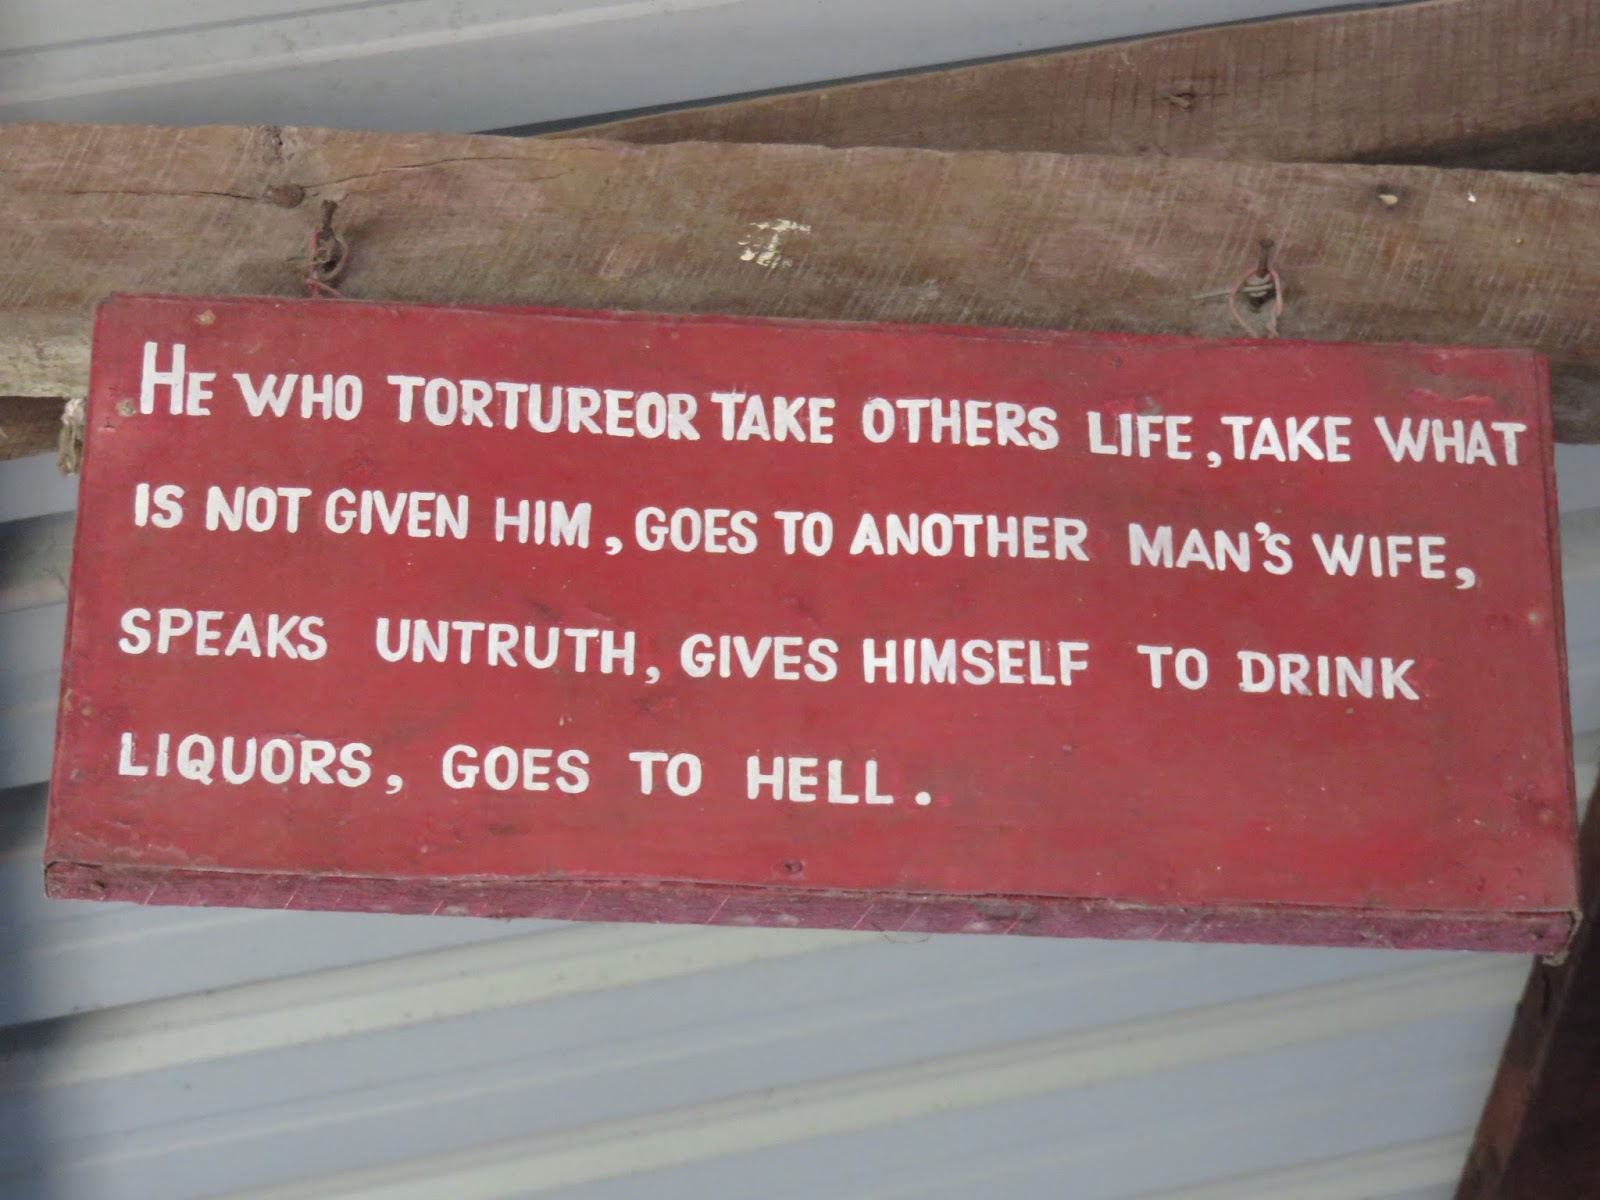 HE WHO TORTUREOR TAKE OTHERS LIFE, TAKE WHAT
IS NOT GIVEN HIM, GOES TO ANOTHER MAN'S WIFE,
SPEAKS UNTRUTH, GIVES HIMSELF TO DRINK
LIQUORS, GOES TO HELL.